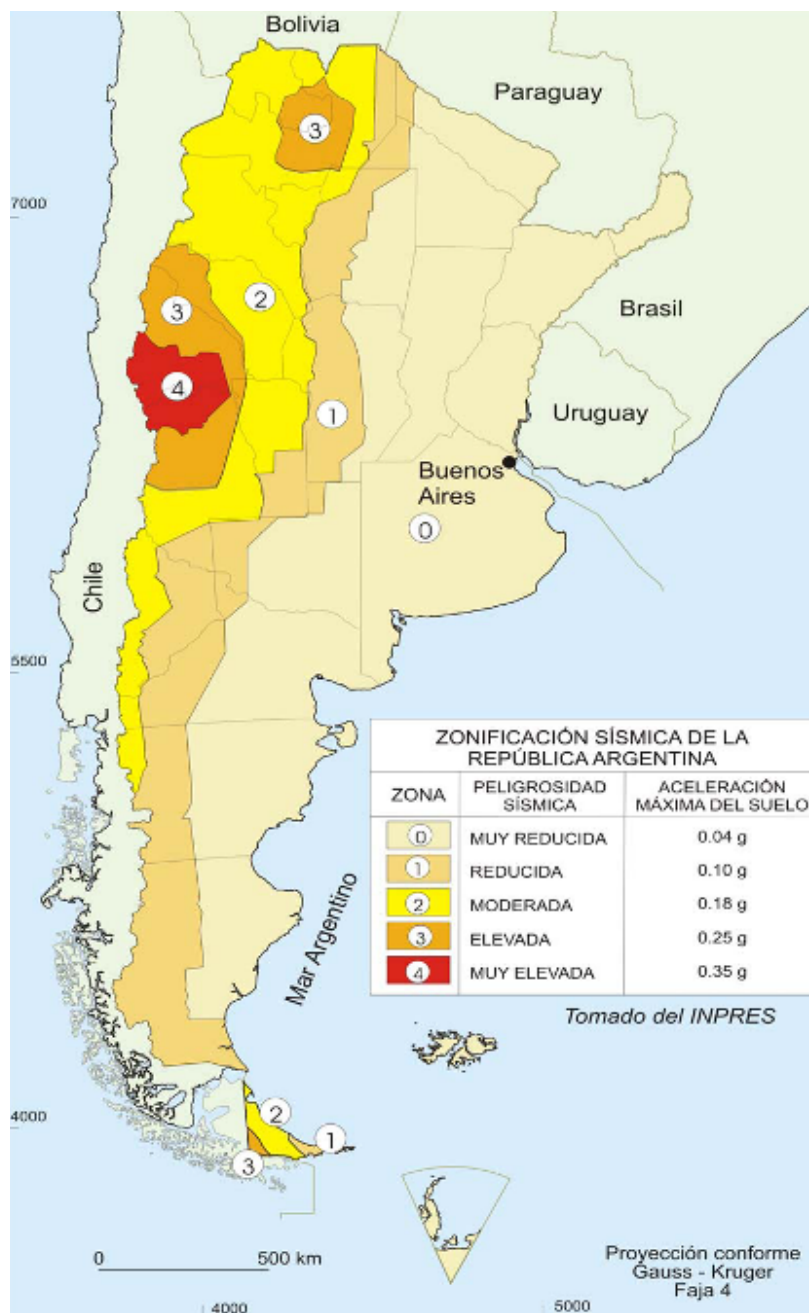 Bolivia
Paraguay
3
7000
3
2
Brasil
4
1
Uruguay
Buenos
Aires
0
Chile
5500
ZONIFICACIÓN SÍSMICA DE LA
REPÚBLICA ARGENTINA
ZONA PELIGROSIDAD SÍSMICA ACELERACIÓN MÁXIMA DEL SUELO
0 MUY REDUCIDA 0.04 g
1 REDUCIDA 0.10 g
2 MODERADA 0.18 g
3 ELEVADA 0.25 g
4 MUY ELEVADA 0.35 g
Mar Argentino
Tomado del INPRES
4000
2
1
3
0 500 km
Proyección conforme
Gauss - Kruger
Faja 4
4000 5000